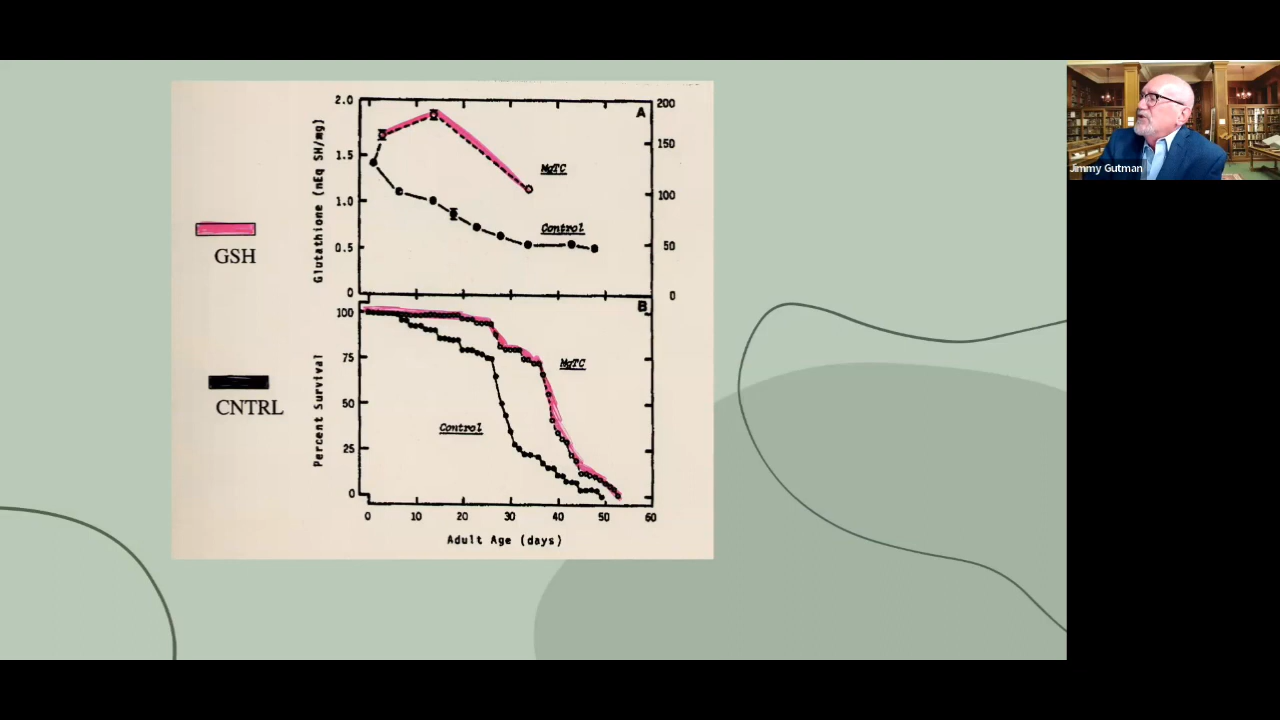 2.0
1.5
1.0
0.5
0
Glutathione (nEq SH/mg)
200
150
100
50
0
A
MgTC
Control
GSH
CNTRL
100
75
50
25
0
Percent Survival
B
MgTC
Control
0 10 20 30 40 50 60
Adult Age (days)
Jimmy Gutman